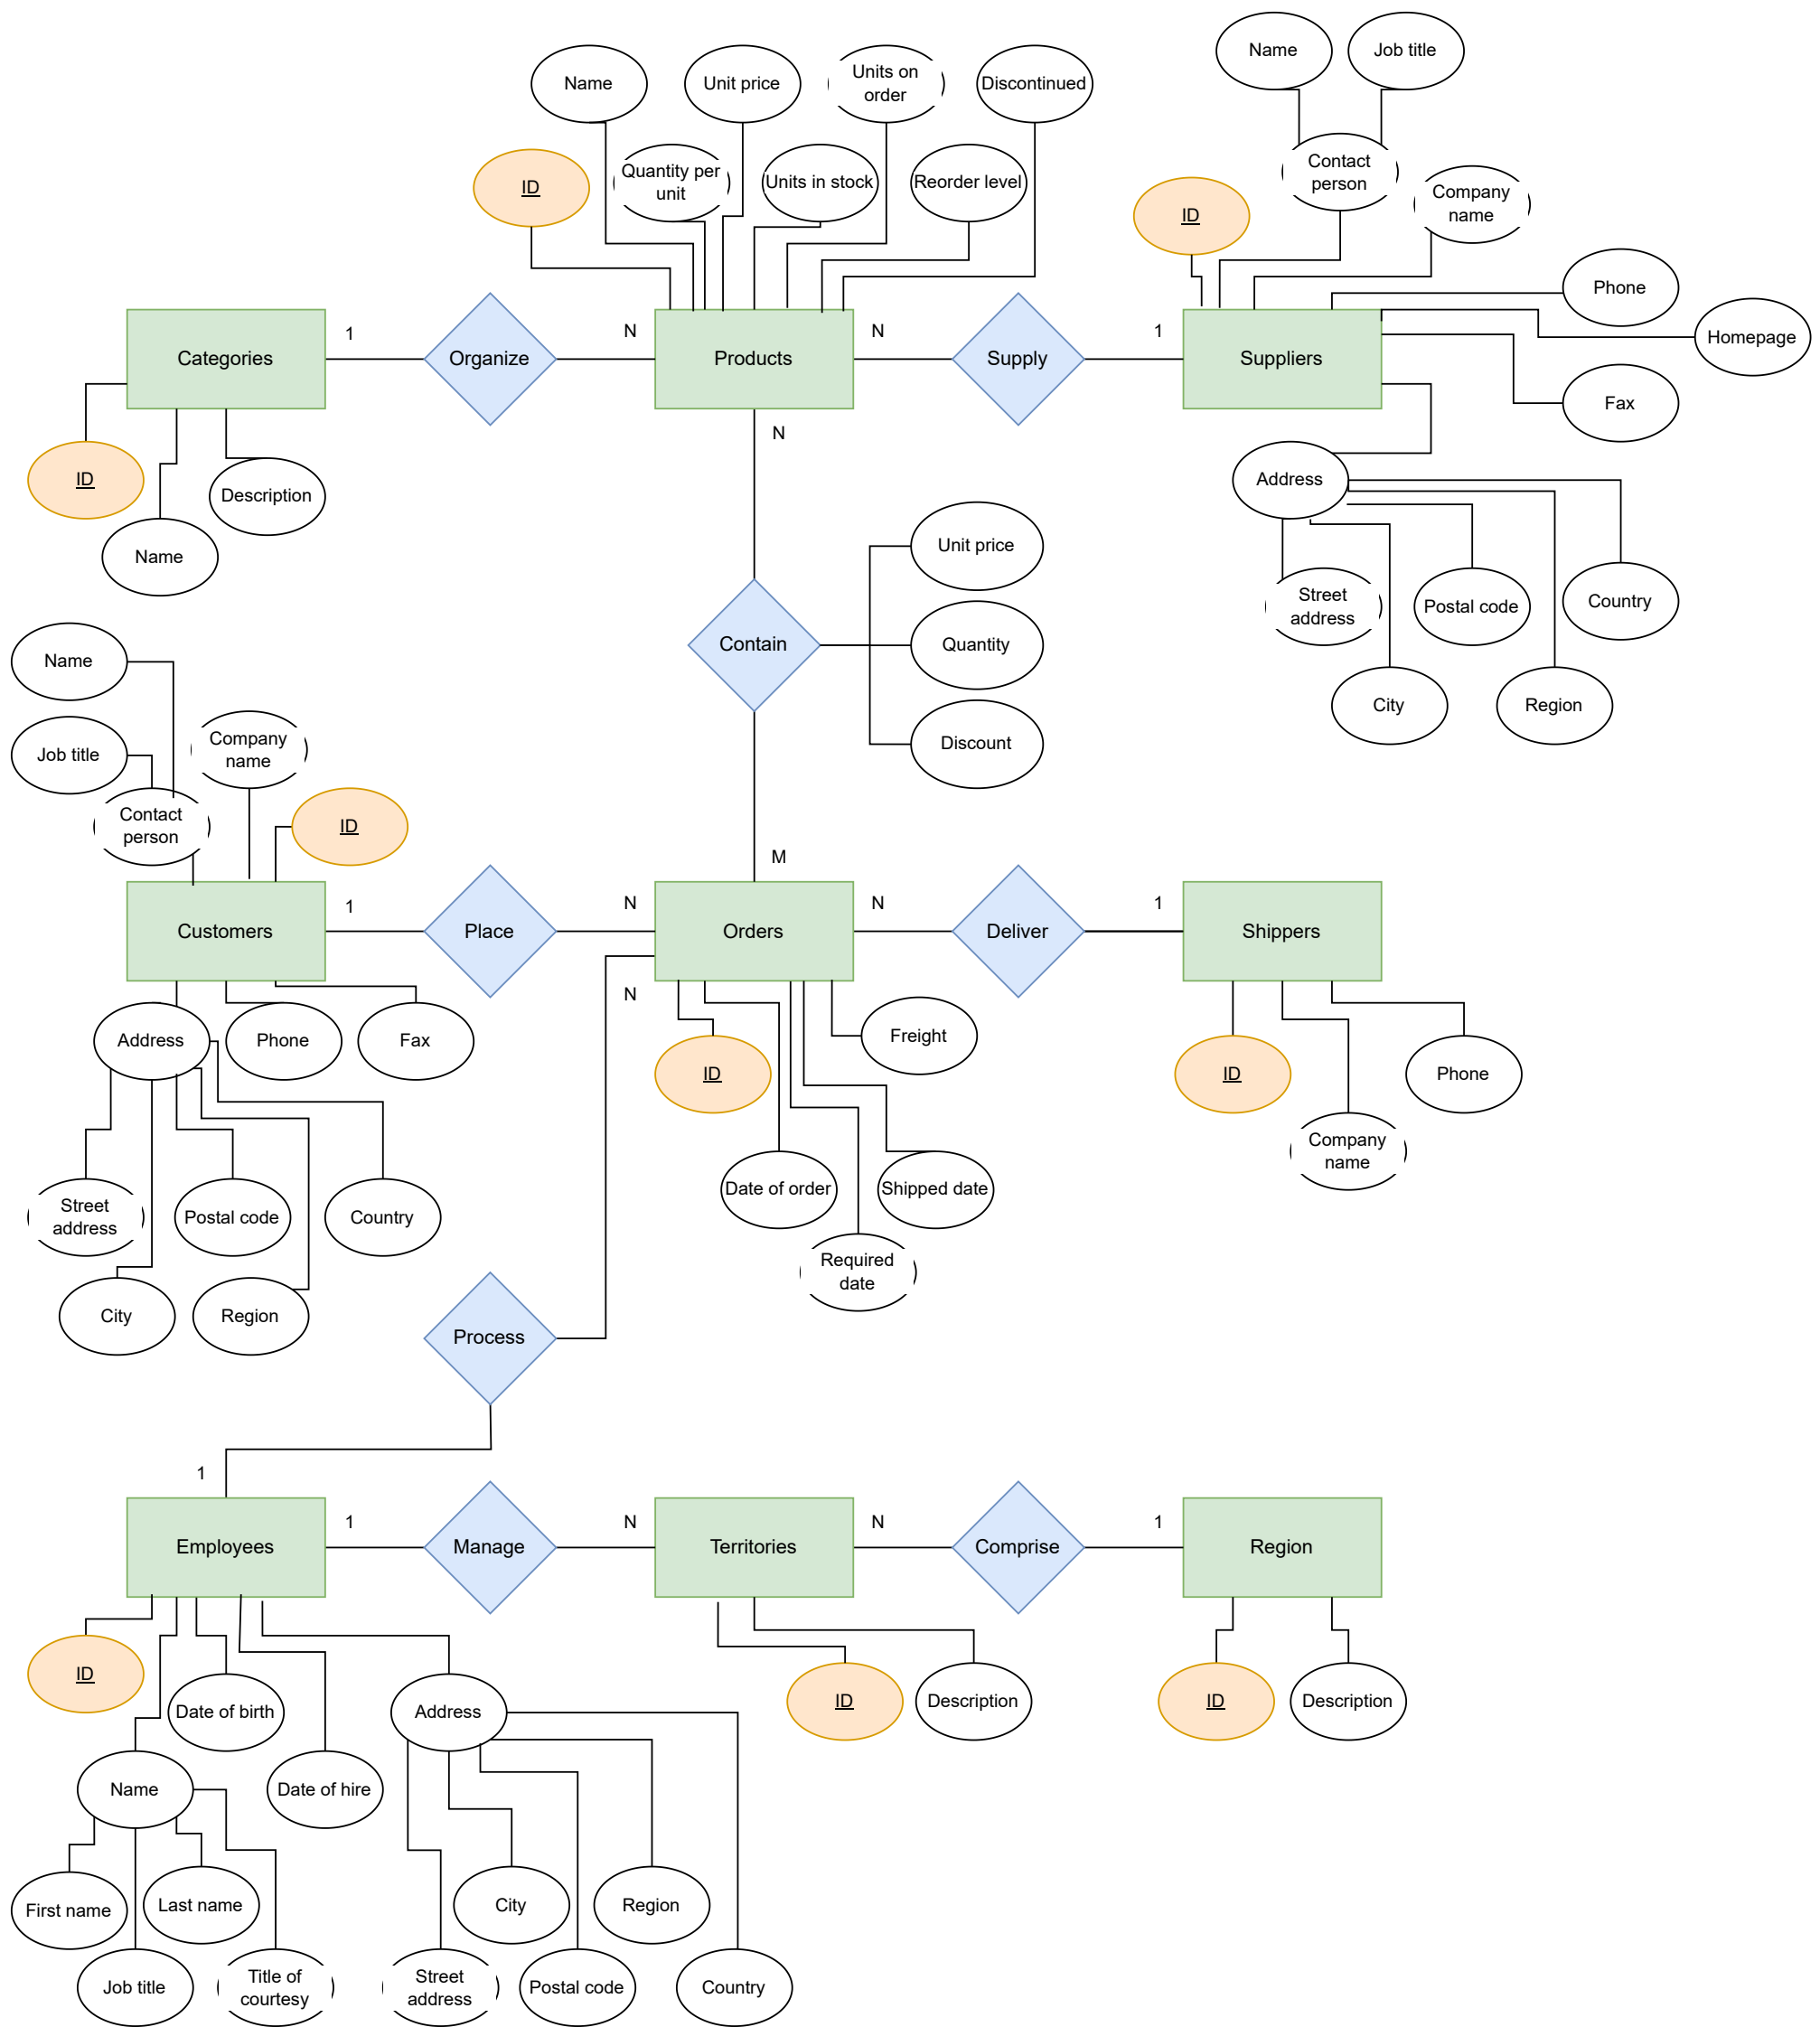 Name
Job title
Name
Unit price
Units on
order
Discontinued
Contact
person
Quantity per
unit
Units in stock
Reorder level
ID
Company
name
ID
Phone
Homepage
1
N
N
1
Categories
Organize
Products
Supply
Suppliers
Fax
N
ID
Description
Address
Name
Unit price
Street
address
Postal code
Country
Contain
Quantity
Name
City
Region
Company
name
Job title
Discount
Contact
person
ID
M
1
N
N
1
Customers
Place
Orders
Deliver
Shippers
N
Address
Phone
Fax
Freight
ID
ID
Phone
Company
name
Date of order
Shipped date
Street
address
Postal code
Country
Required
date
City
Region
Process
1
1
N
N
1
Employees
Manage
Territories
Comprise
Region
ID
Date of birth
Address
ID
Description
ID
Description
Name
Date of hire
First name
Last name
City
Region
Job title
Title of
courtesy
Street
address
Postal code
Country